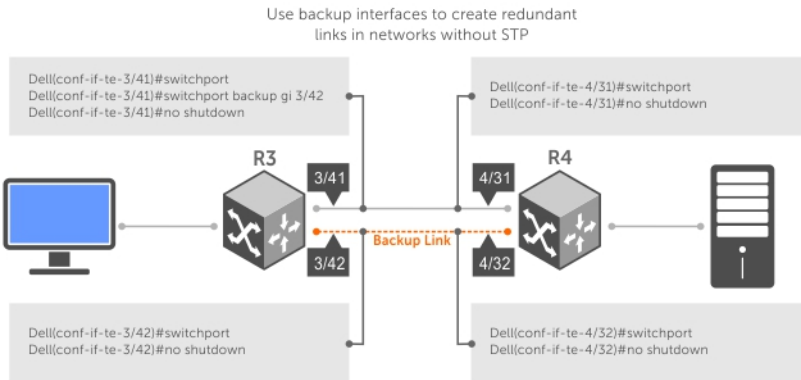 Use backup interfaces to create redundant
links in networks without STP
Dell(conf-if-te-3/41)#switchport
Dell(conf-if-te-3/41)#switchport backup gi 3/42
Dell(conf-if-te-3/41)#no shutdown
Dell(conf-if-te-4/31)#switchport
Dell(conf-if-te-4/31)#no shutdown
R3
R4
3/41
4/31
Backup Link
3/42
4/32
Dell(conf-if-te-3/42)#switchport
Dell(conf-if-te-3/42)#no shutdown
Dell(conf-if-te-4/32)#switchport
Dell(conf-if-te-4/32)#no shutdown